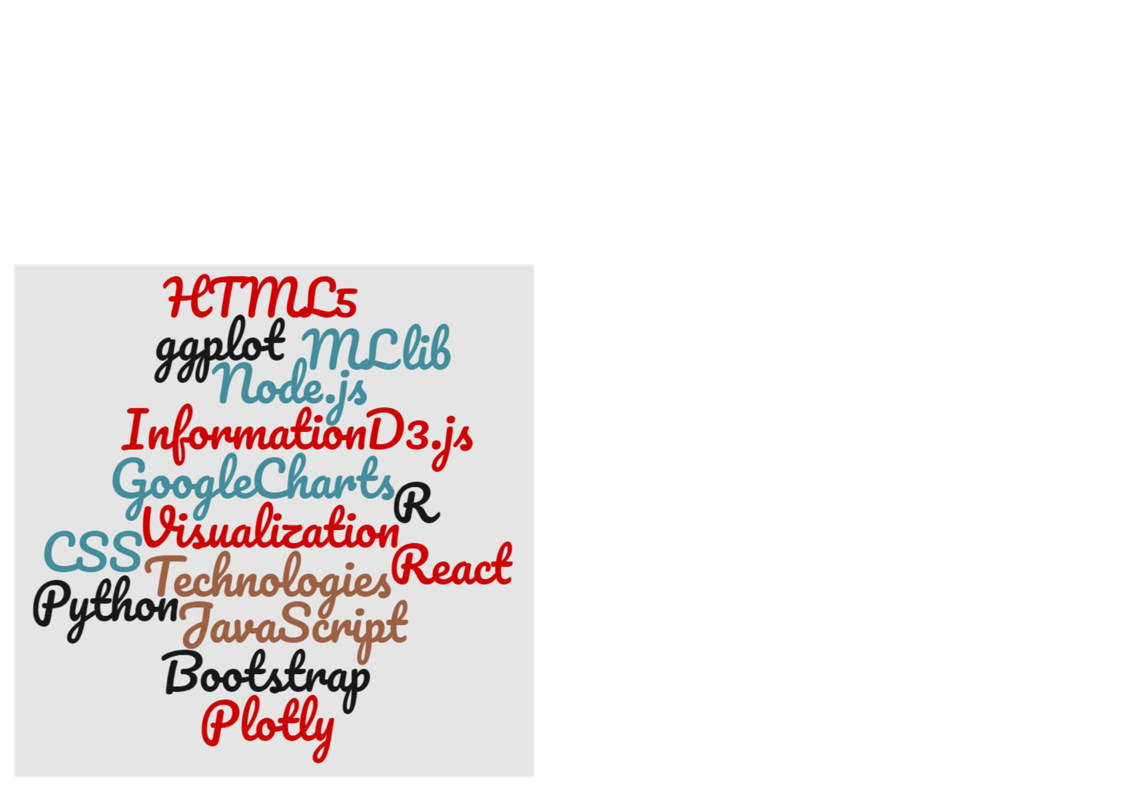 HTML5
ggplot MLlib
Node.js
InformationD3.js
GoogleCharts
R
Visualization
CSS
React
Technologies
Python
JavaScript
Bootstrap
Plotly